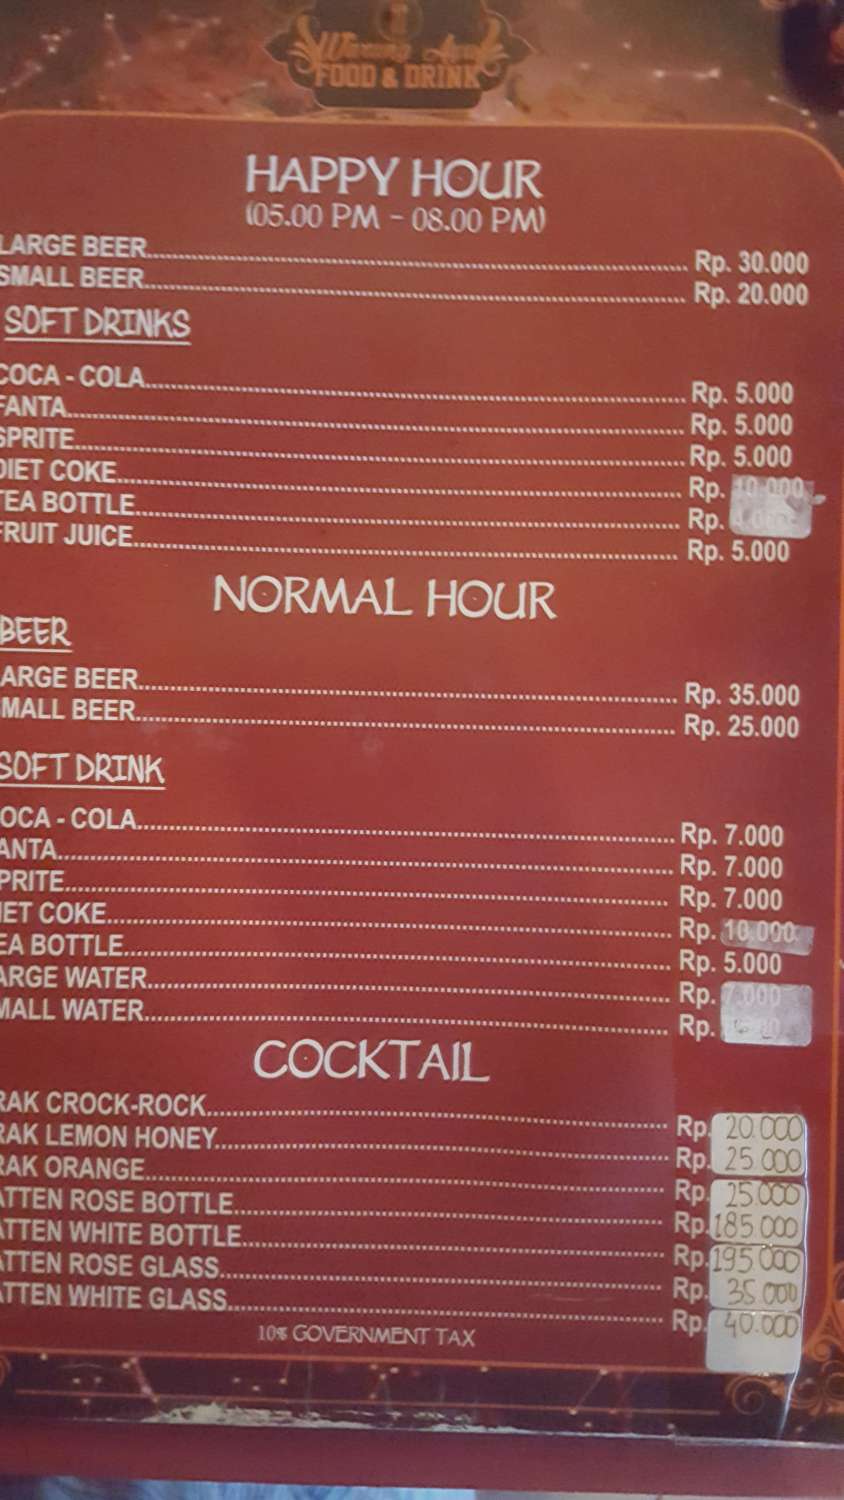 FOOD & DRINK
HAPPY HOUR
(05.00 PM - 08.00 PM)
LARGE BEER........ Rp. 30.000
SMALL BEER........ Rp. 20.000
SOFT DRINKS
COCA - COLA........ Rp. 5.000
FANTA........ Rp. 5.000
SPRITE........ Rp. 5.000
DIET COKE........ Rp. 10.000
TEA BOTTLE........ Rp.
FRUIT JUICE........ Rp. 5.000
NORMAL HOUR
BEER
ARGE BEER........ Rp. 35.000
MALL BEER........ Rp. 25.000
SOFT DRINK
OCA - COLA........ Rp. 7.000
ANTA........ Rp. 7.000
PRITE........ Rp. 7.000
IET COKE........ Rp. 10.000
EA BOTTLE........ Rp. 5.000
ARGE WATER........ Rp. 7.000
MALL WATER........ Rp.
COCKTAIL
RAK CROCK-ROCK........ Rp. 20.000
RAK LEMON HONEY........ Rp. 25.000
RAK ORANGE........ Rp. 25.000
ATTEN ROSE BOTTLE........ Rp. 185.000
ATTEN WHITE BOTTLE........ Rp. 195.000
ATTEN ROSE GLASS........ Rp. 35.000
ATTEN WHITE GLASS........ Rp. 40.000
10% GOVERNMENT TAX